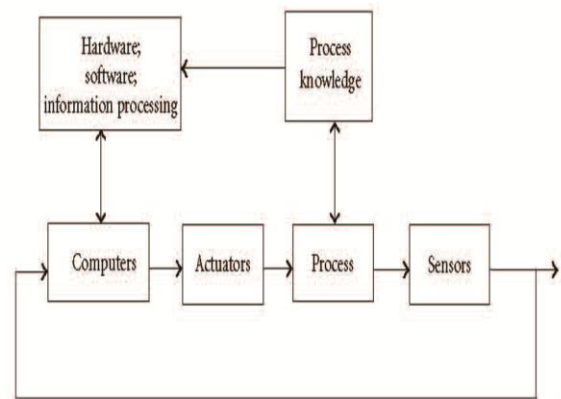 Hardware;
software;
information processing
Process
knowledge
Computers
Actuators
Process
Sensors